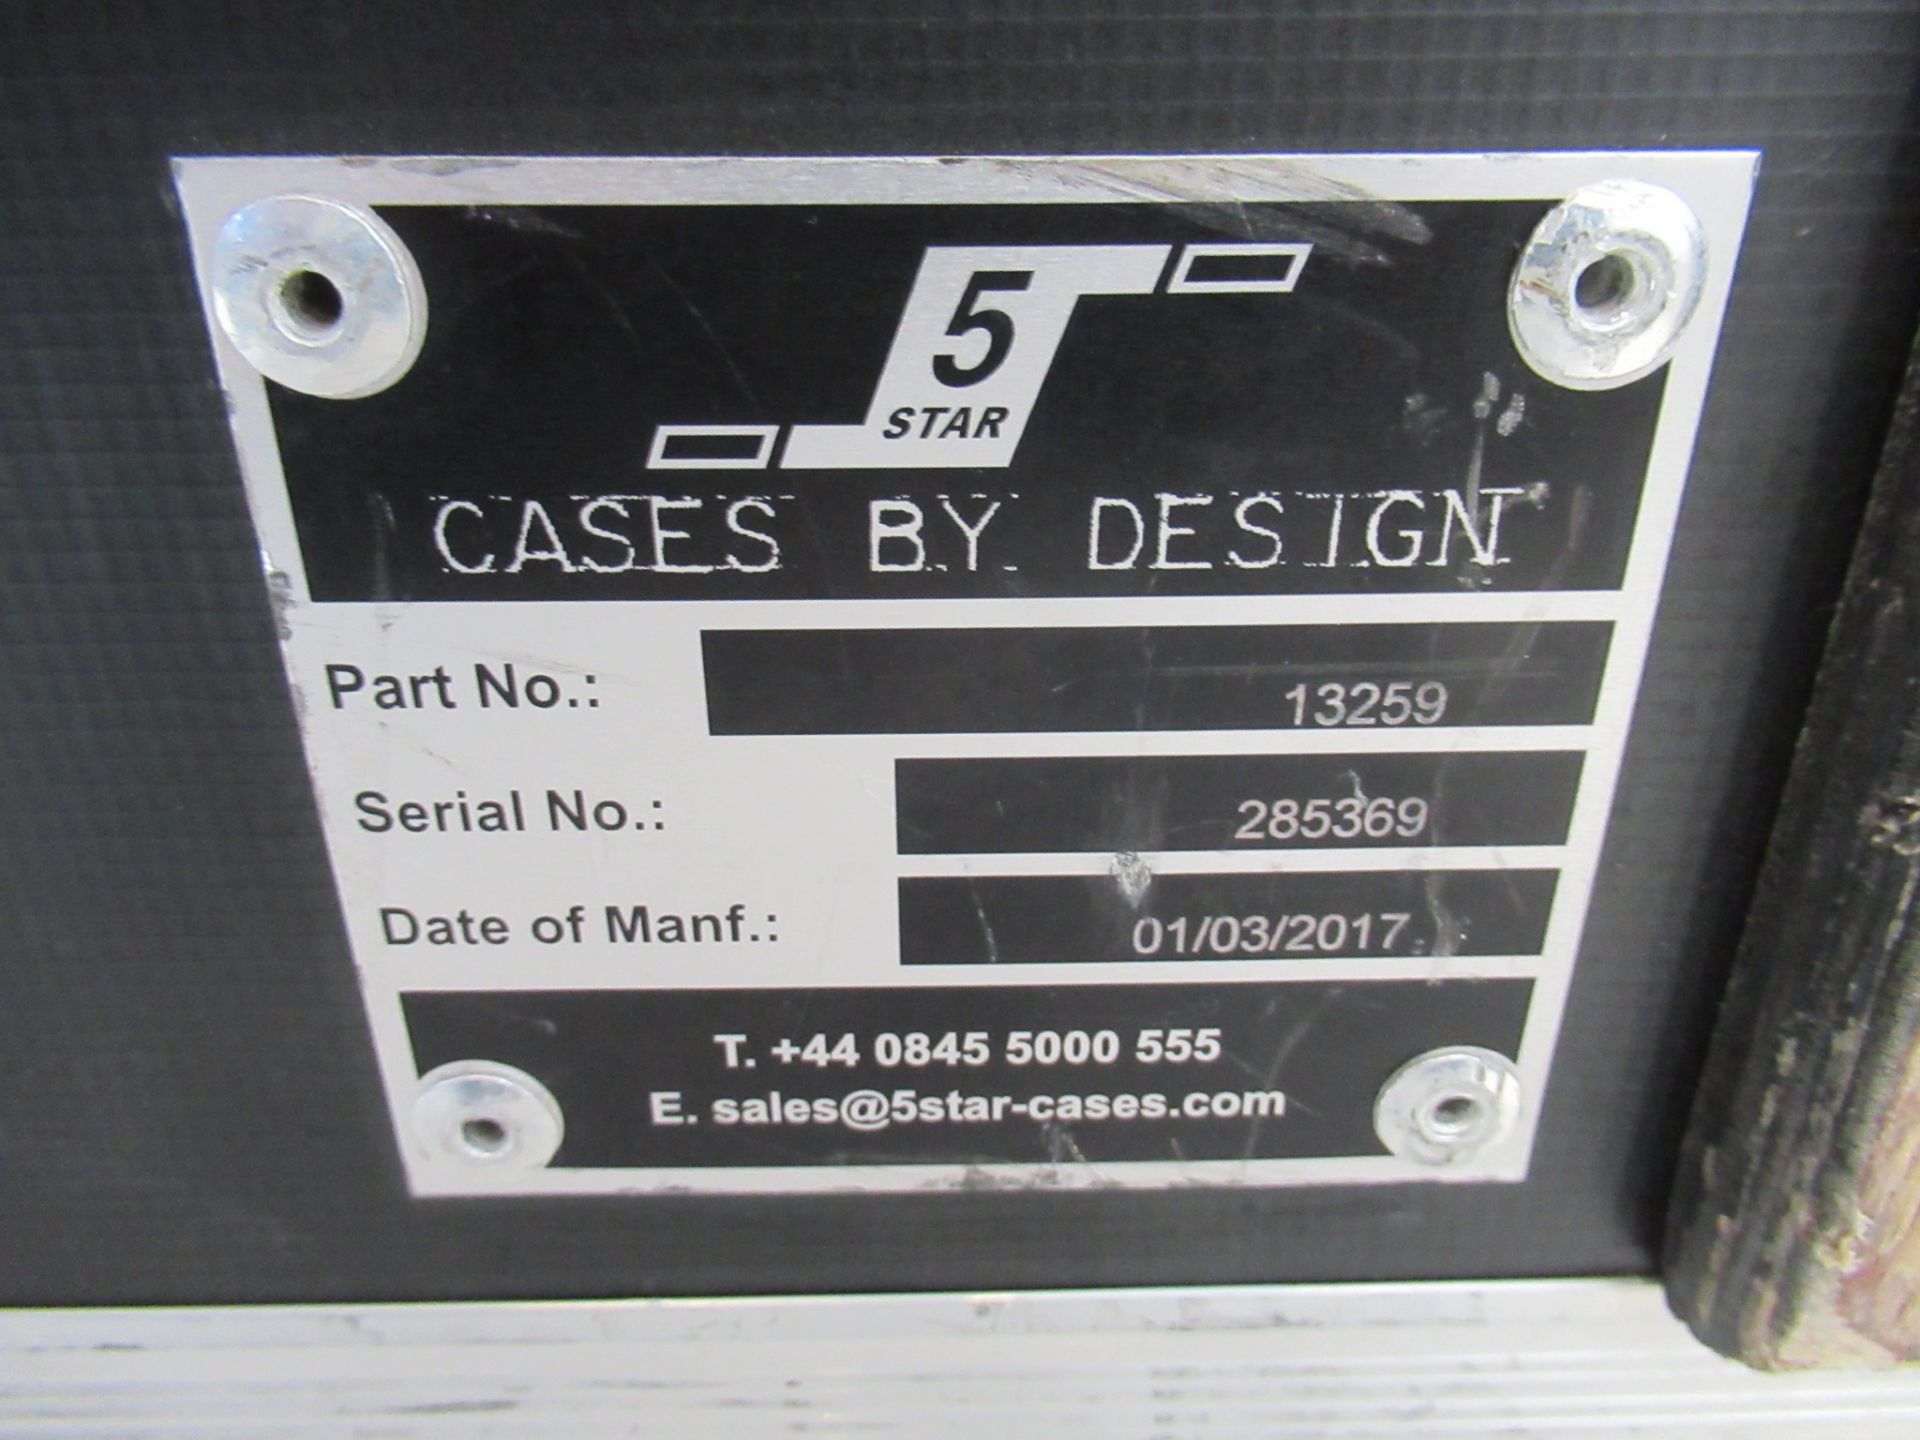 5
STAR
CASES BY DESIGN
Part No.: 13259
Serial No.: 285369
Date of Manf.: 01/03/2017
T. +44 0845 5000 555
E. sales@5star-cases.com